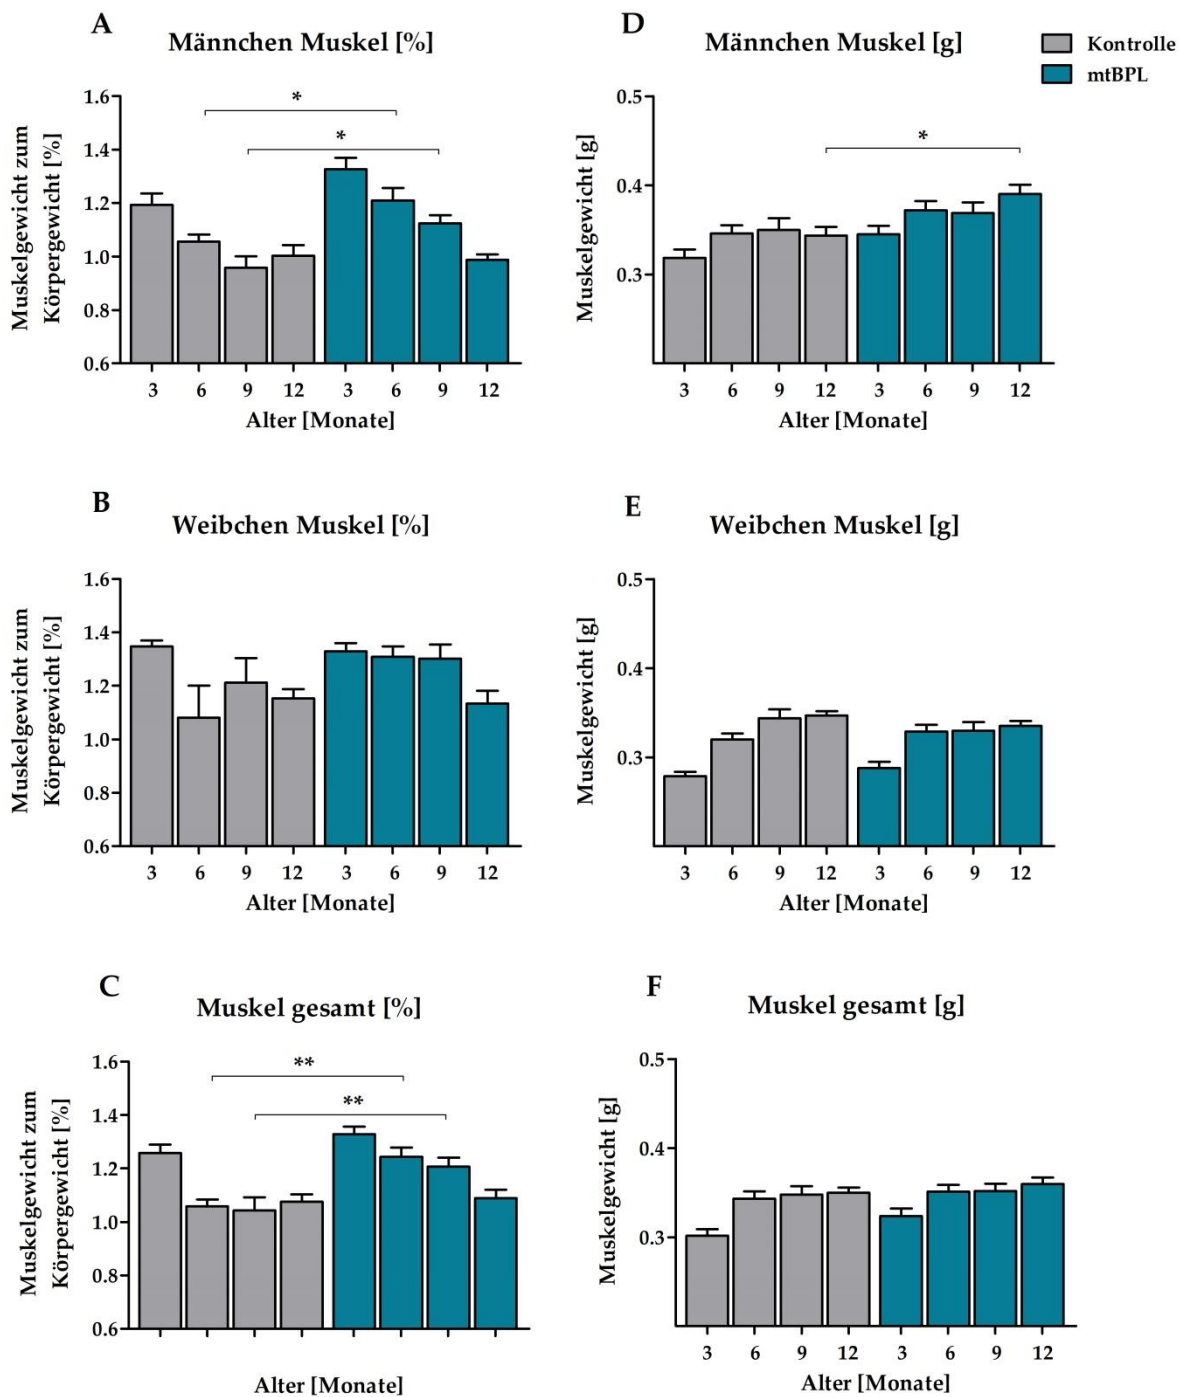 A
Männchen Muskel [%]
Muskelgewicht zum
Körpergewicht [%]
1.6
1.4
1.2
1.0
0.8
0.6
*
*
3 6 9 12 3 6 9 12
Alter [Monate]
D
Männchen Muskel [g]
Kontrolle
mtBPL
Muskelgewicht [g]
0.5
0.4
0.3
*
3 6 9 12 3 6 9 12
Alter [Monate]
B
Weibchen Muskel [%]
Muskelgewicht zum
Körpergewicht [%]
1.6
1.4
1.2
1.0
0.8
0.6
3 6 9 12 3 6 9 12
Alter [Monate]
E
Weibchen Muskel [g]
Muskelgewicht [g]
0.5
0.4
0.3
3 6 9 12 3 6 9 12
Alter [Monate]
C
Muskel gesamt [%]
Muskelgewicht zum
Körpergewicht [%]
1.6
1.4
1.2
1.0
0.8
0.6
**
**
Alter [Monate]
F
Muskel gesamt [g]
Muskelgewicht [g]
0.5
0.4
0.3
3 6 9 12 3 6 9 12
Alter [Monate]